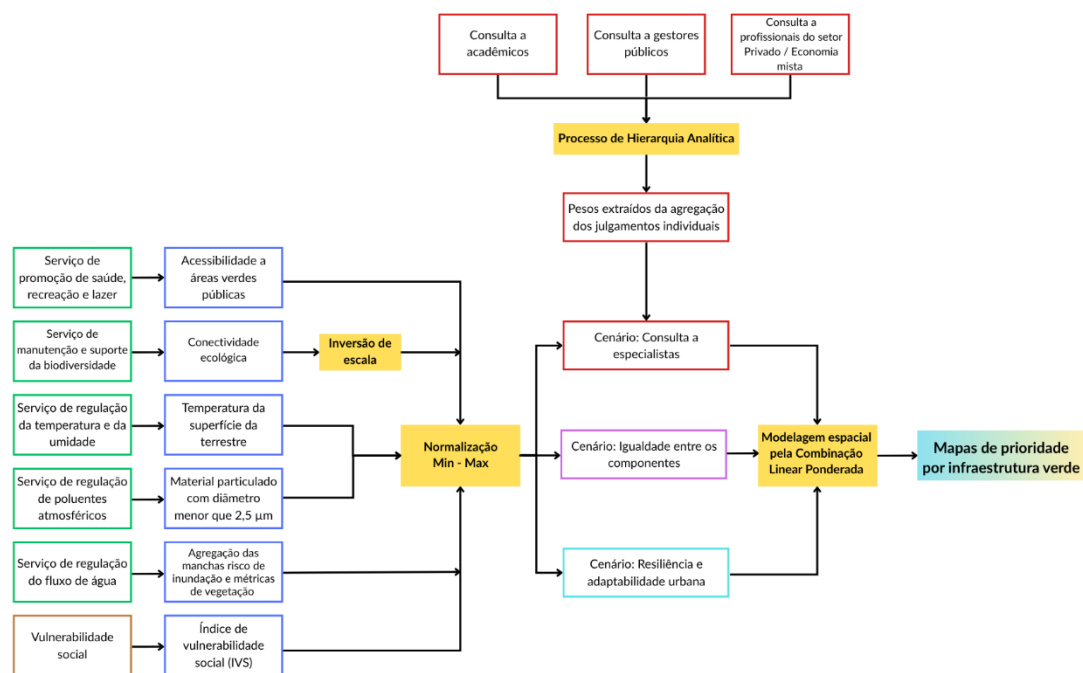 Consulta a
acadêmicos
Consulta a gestores
públicos
Consulta a
profissionais do setor
Privado / Economia
mista
Processo de Hierarquia Analítica
Pesos extraídos da agregação
dos julgamentos individuais
Serviço de
promoção de saúde,
recreação e lazer
Acessibilidade a
áreas verdes
públicas
Serviço de
manutenção e suporte
da biodiversidade
Conectividade
ecológica
Inversão de
escala
Cenário: Consulta a
especialistas
Serviço de regulação
da temperatura e da
umidade
Temperatura da
superfície da
terrestre
Normalização
Min - Max
Cenário: Igualdade entre os
componentes
Modelagem espacial
pela Combinação
Linear Ponderada
Mapas de prioridade
por infraestrutura verde
Serviço de regulação
de poluentes
atmosféricos
Material particulado
com diâmetro
menor que 2,5 μm
Serviço de regulação
do fluxo de água
Agregação das
manchas risco de
inundação e métricas
de vegetação
Cenário: Resiliência e
adaptabilidade urbana
Vulnerabilidade
social
Índice de
vulnerabilidade
social (IVS)